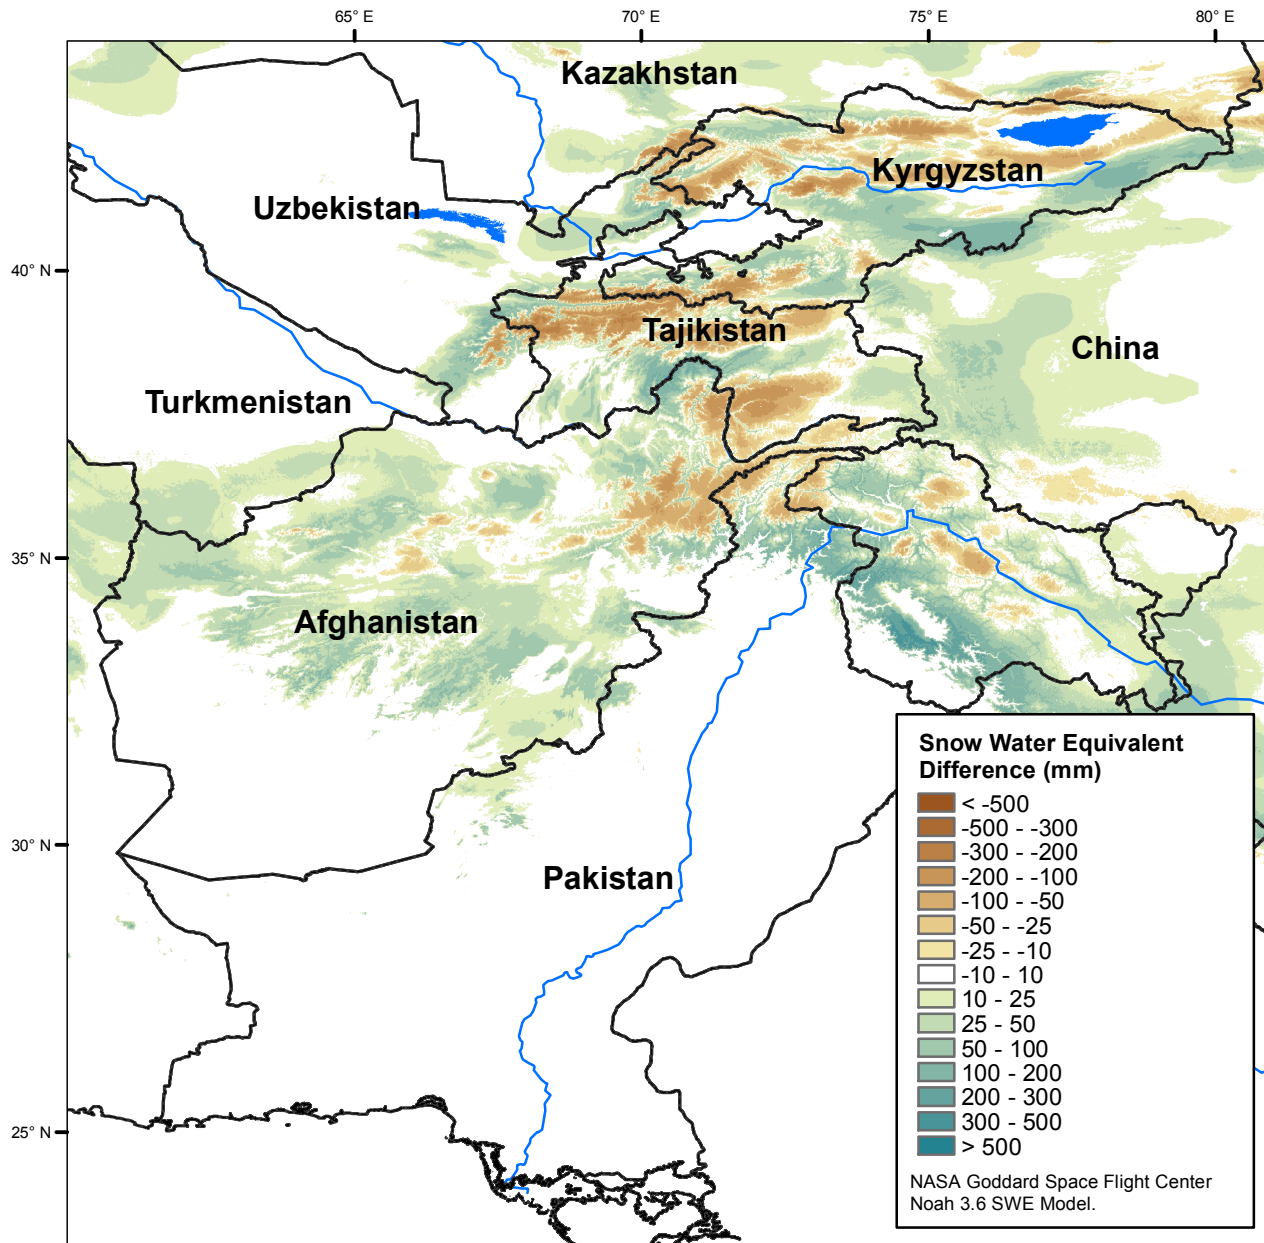 65° E
70° E
75° E
80° E
Kazakhstan
Kyrgyzstan
Uzbekistan
40° N
Tajikistan
China
Turkmenistan
35° N
Afghanistan
30° N
Pakistan
25° N
Snow Water Equivalent
Difference (mm)
< -500
-500 - -300
-300 - -200
-200 - -100
-100 - -50
-50 - -25
-25 - -10
-10 - 10
10 - 25
25 - 50
50 - 100
100 - 200
200 - 300
300 - 500
> 500
NASA Goddard Space Flight Center
Noah 3.6 SWE Model.